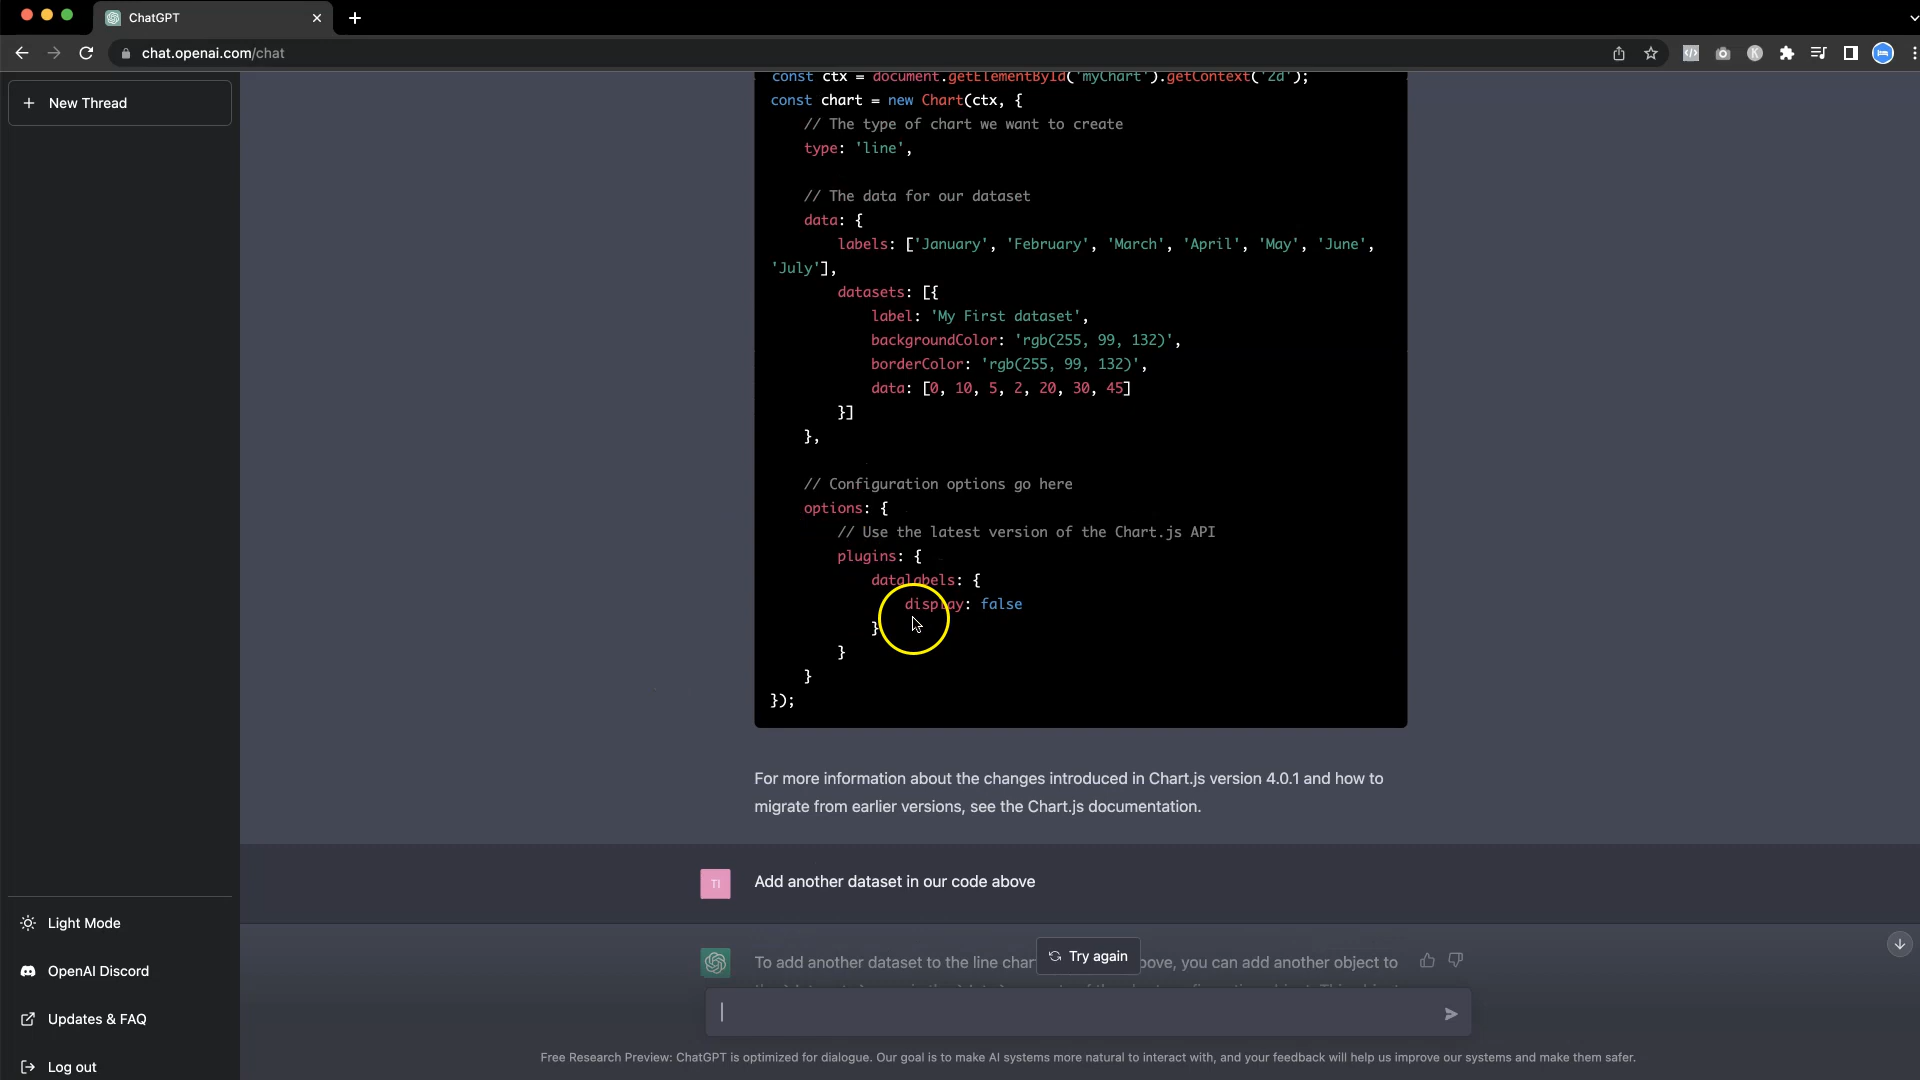 ChatGPT
chat.openai.com/chat
New Thread
const ctx = document.getElementById('myChart').getContext('2d');
const chart = new Chart(ctx, {
// The type of chart we want to create
type: 'line',
// The data for our dataset
data: {
labels: ['January', 'February', 'March', 'April', 'May', 'June',
'July'],
datasets: [{
label: 'My First dataset',
backgroundColor: 'rgb(255, 99, 132)',
borderColor: 'rgb(255, 99, 132)',
data: [0, 10, 5, 2, 20, 30, 45]
}]
},
// Configuration options go here
options: {
// Use the latest version of the Chart.js API
plugins: {
datalabels: {
display: false
}
}
}
});
For more information about the changes introduced in Chart.js version 4.0.1 and how to
migrate from earlier versions, see the Chart.js documentation.
TI
Add another dataset in our code above
To add another dataset to the line char
Try again
ove, you can add another object to
Light Mode
OpenAI Discord
Updates & FAQ
Log out
Free Research Preview: ChatGPT is optimized for dialogue. Our goal is to make AI systems more natural to interact with, and your feedback will help us improve our systems and make them safer.